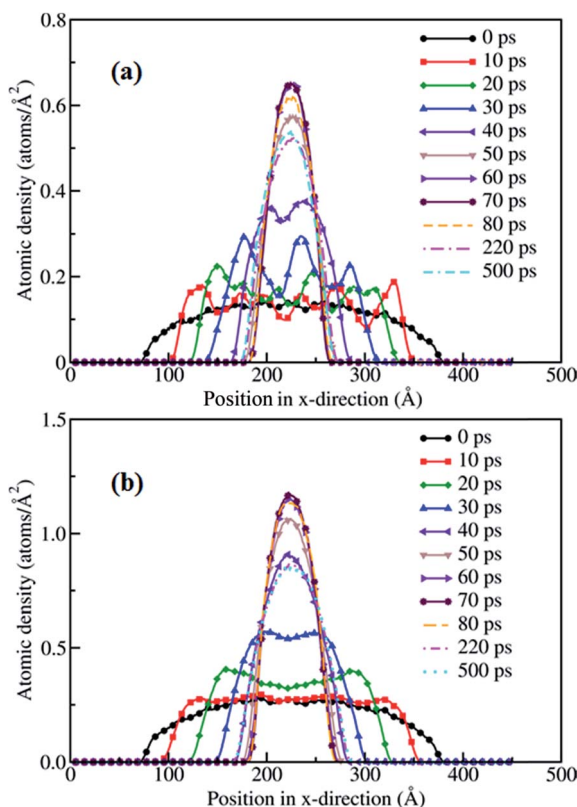 (a)
0 ps
10 ps
20 ps
30 ps
40 ps
50 ps
60 ps
70 ps
80 ps
220 ps
500 ps
Atomic density (atoms/Å²)
0.8
0.6
0.4
0.2
0
0 100 200 300 400 500
Position in x-direction (Å)
(b)
0 ps
10 ps
20 ps
30 ps
40 ps
50 ps
60 ps
70 ps
80 ps
220 ps
500 ps
Atomic density (atoms/Å²)
1.5
1.0
0.5
0.0
0 100 200 300 400 500
Position in x-direction (Å)